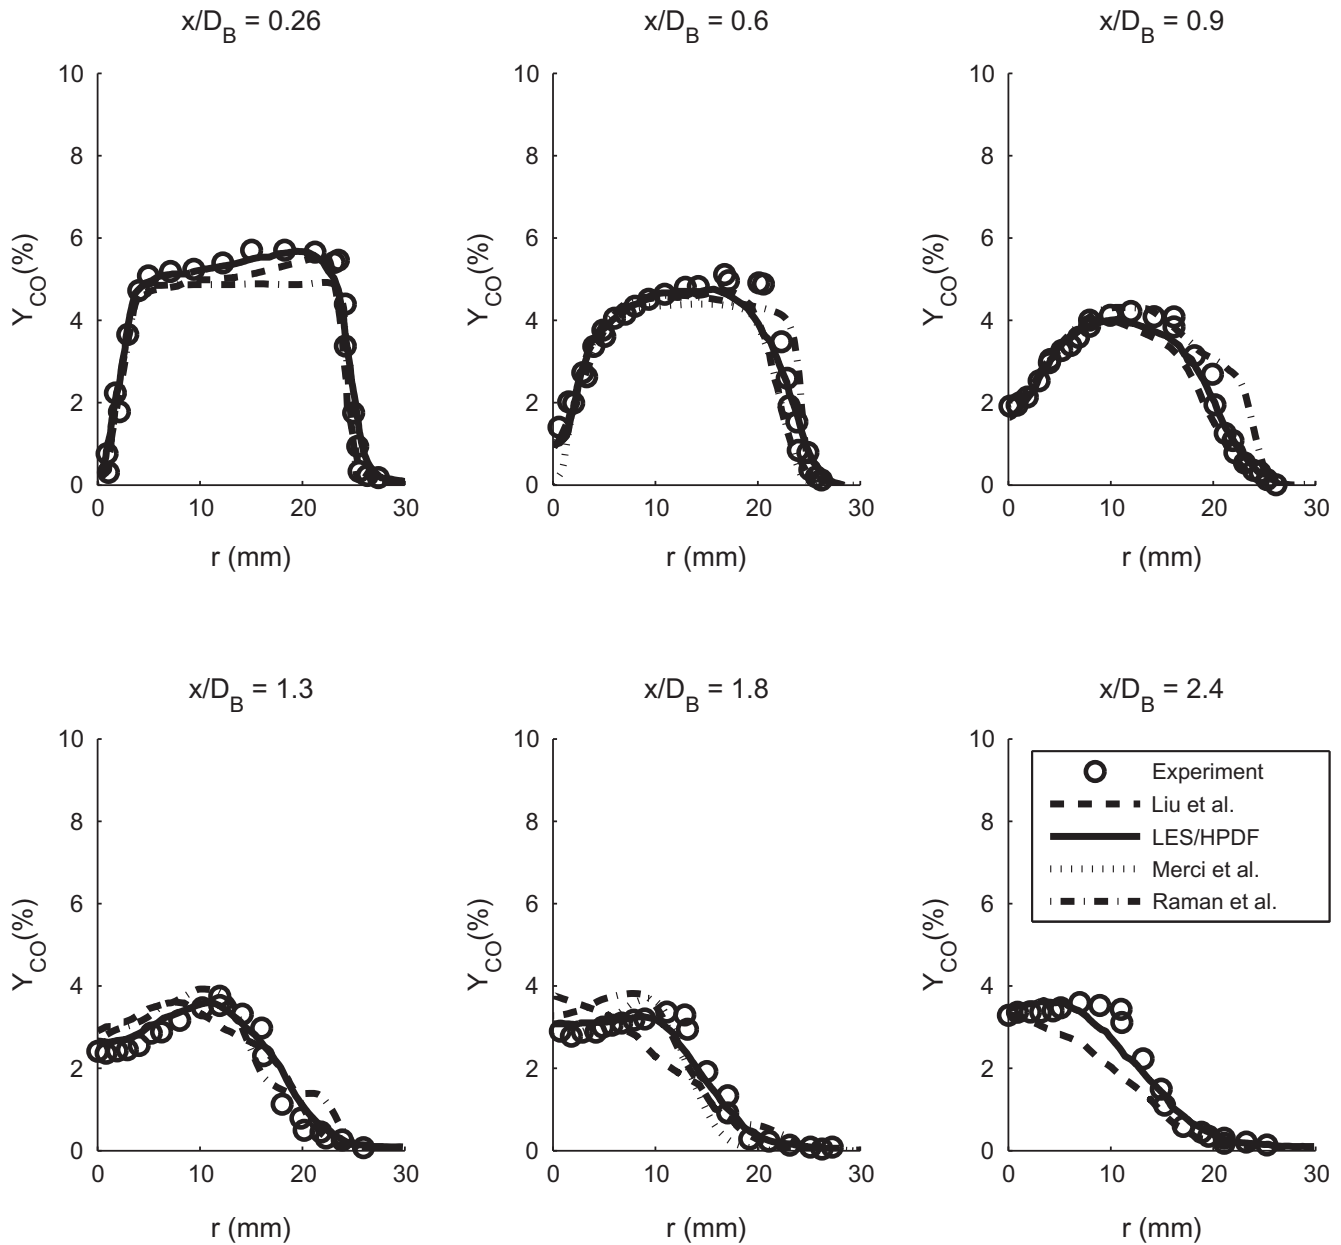 x/D_B = 0.26
x/D_B = 0.6
x/D_B = 0.9
10
8
6
4
2
0
Y_CO(%)
0 10 20 30
r (mm)
10
8
6
4
2
0
Y_CO(%)
0 10 20 30
r (mm)
10
8
6
4
2
0
Y_CO(%)
0 10 20 30
r (mm)
x/D_B = 1.3
x/D_B = 1.8
x/D_B = 2.4
10
8
6
4
2
0
Y_CO(%)
0 10 20 30
r (mm)
10
8
6
4
2
0
Y_CO(%)
0 10 20 30
r (mm)
10
8
6
4
2
0
Y_CO(%)
0 10 20 30
r (mm)
Experiment
Liu et al.
LES/HPDF
Merci et al.
Raman et al.